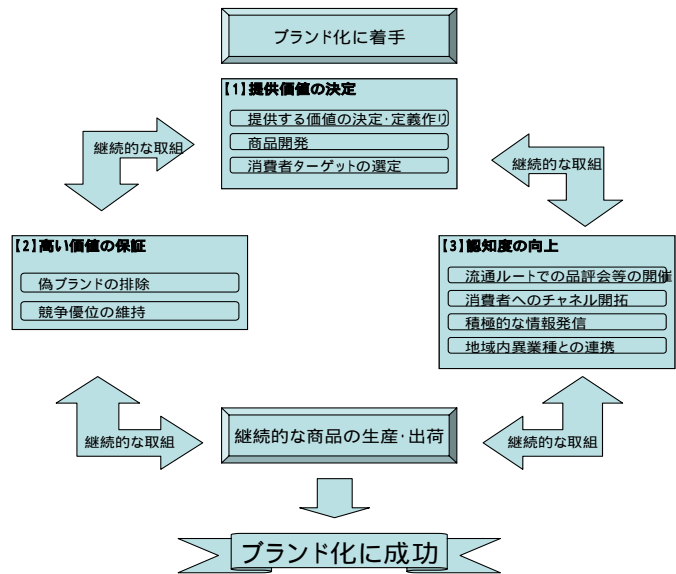 ブランド化に着手
【1】提供価値の決定
提供する価値の決定・定義作り
商品開発
消費者ターゲットの選定
継続的な取組
継続的な取組
【2】高い価値の保証
偽ブランドの排除
競争優位の維持
【3】認知度の向上
流通ルートでの品評会等の開催
消費者へのチャネル開拓
積極的な情報発信
地域内異業種との連携
継続的な取組
継続的な商品の生産・出荷
継続的な取組
ブランド化に成功